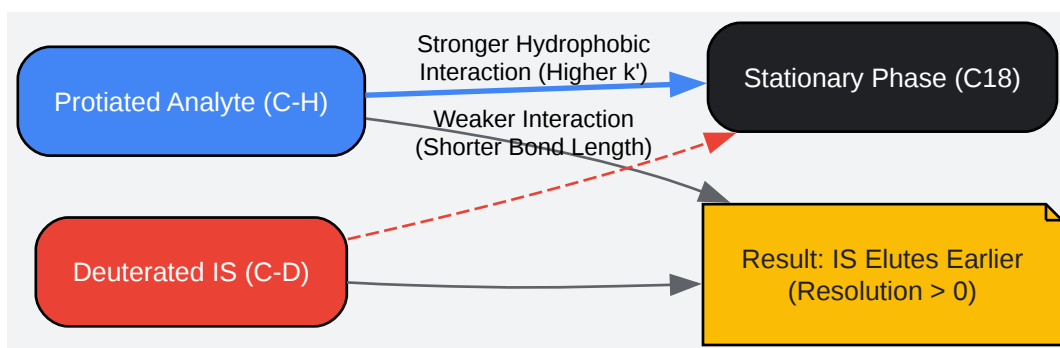 Protiated Analyte (C-H)
Stronger Hydrophobic
Interaction (Higher k')
Stationary Phase (C18)
Weaker Interaction
(Shorter Bond Length)
Deuterated IS (C-D)
Result: IS Elutes Earlier
(Resolution > 0)